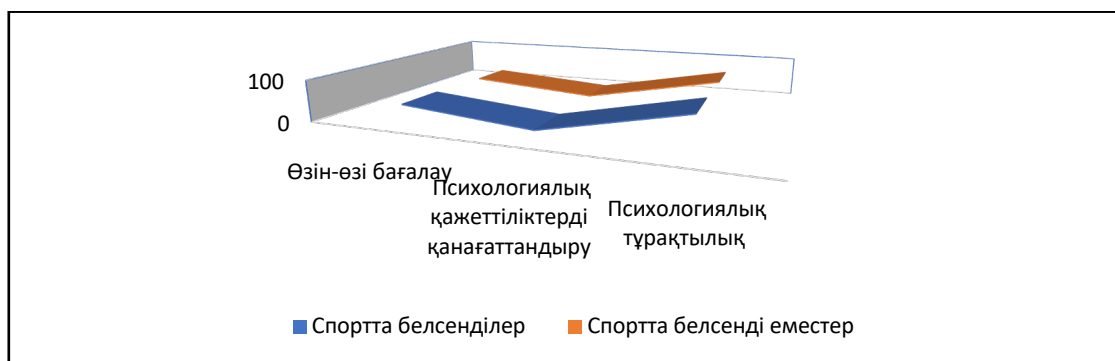 100
0
Өзін-өзі бағалау
Психологиялық
қажеттіліктерді
қанағаттандыру
Психологиялық
тұрақтылық
Спортта белсенділер
Спортта белсенді еместер